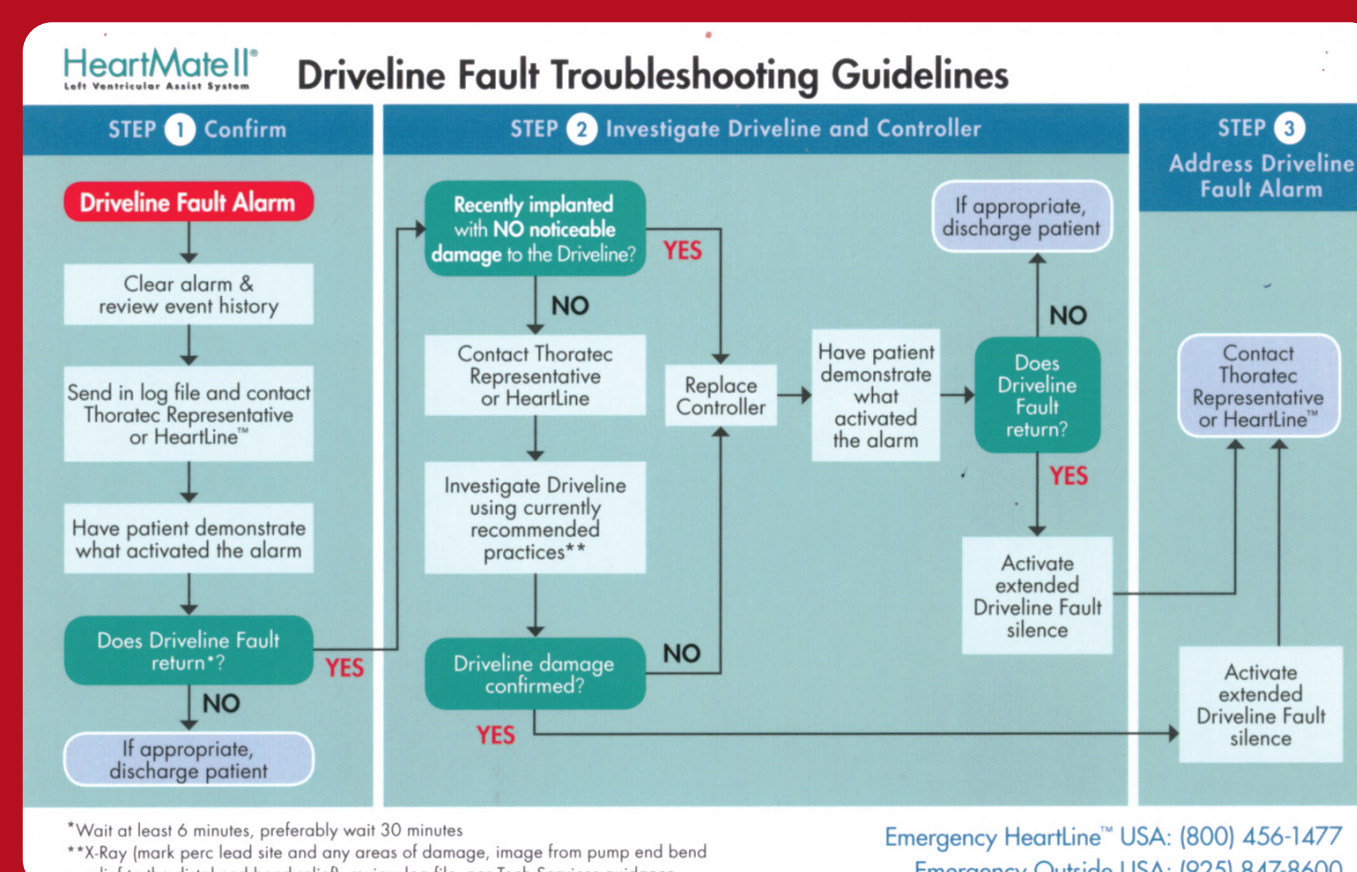 HeartMate II®
Left Ventricular Assist System
Driveline Fault Troubleshooting Guidelines
STEP 1 Confirm
Driveline Fault Alarm
Clear alarm &
review event history
Send in log file and contact
Thoratec Representative
or HeartLine™
Have patient demonstrate
what activated the alarm
Does Driveline Fault
return*?
YES
NO
If appropriate,
discharge patient
STEP 2 Investigate Driveline and Controller
Recently implanted
with NO noticeable
damage to the Driveline?
YES
NO
Contact Thoratec
Representative
or HeartLine
Investigate Driveline
using currently
recommended
practices**
Driveline damage
confirmed?
NO
YES
Replace
Controller
Have patient
demonstrate
what
activated
the alarm
Does
Driveline
Fault
return?
NO
If appropriate,
discharge patient
YES
Activate
extended
Driveline Fault
silence
STEP 3
Address Driveline
Fault Alarm
Contact
Thoratec
Representative
or HeartLine™
Activate
extended
Driveline Fault
silence
*Wait at least 6 minutes, preferably wait 30 minutes
**X-Ray (mark perc lead site and any areas of damage, image from pump end bend
Emergency HeartLine™ USA: (800) 456-1477
Emergency Outside USA: (925) 847-8600